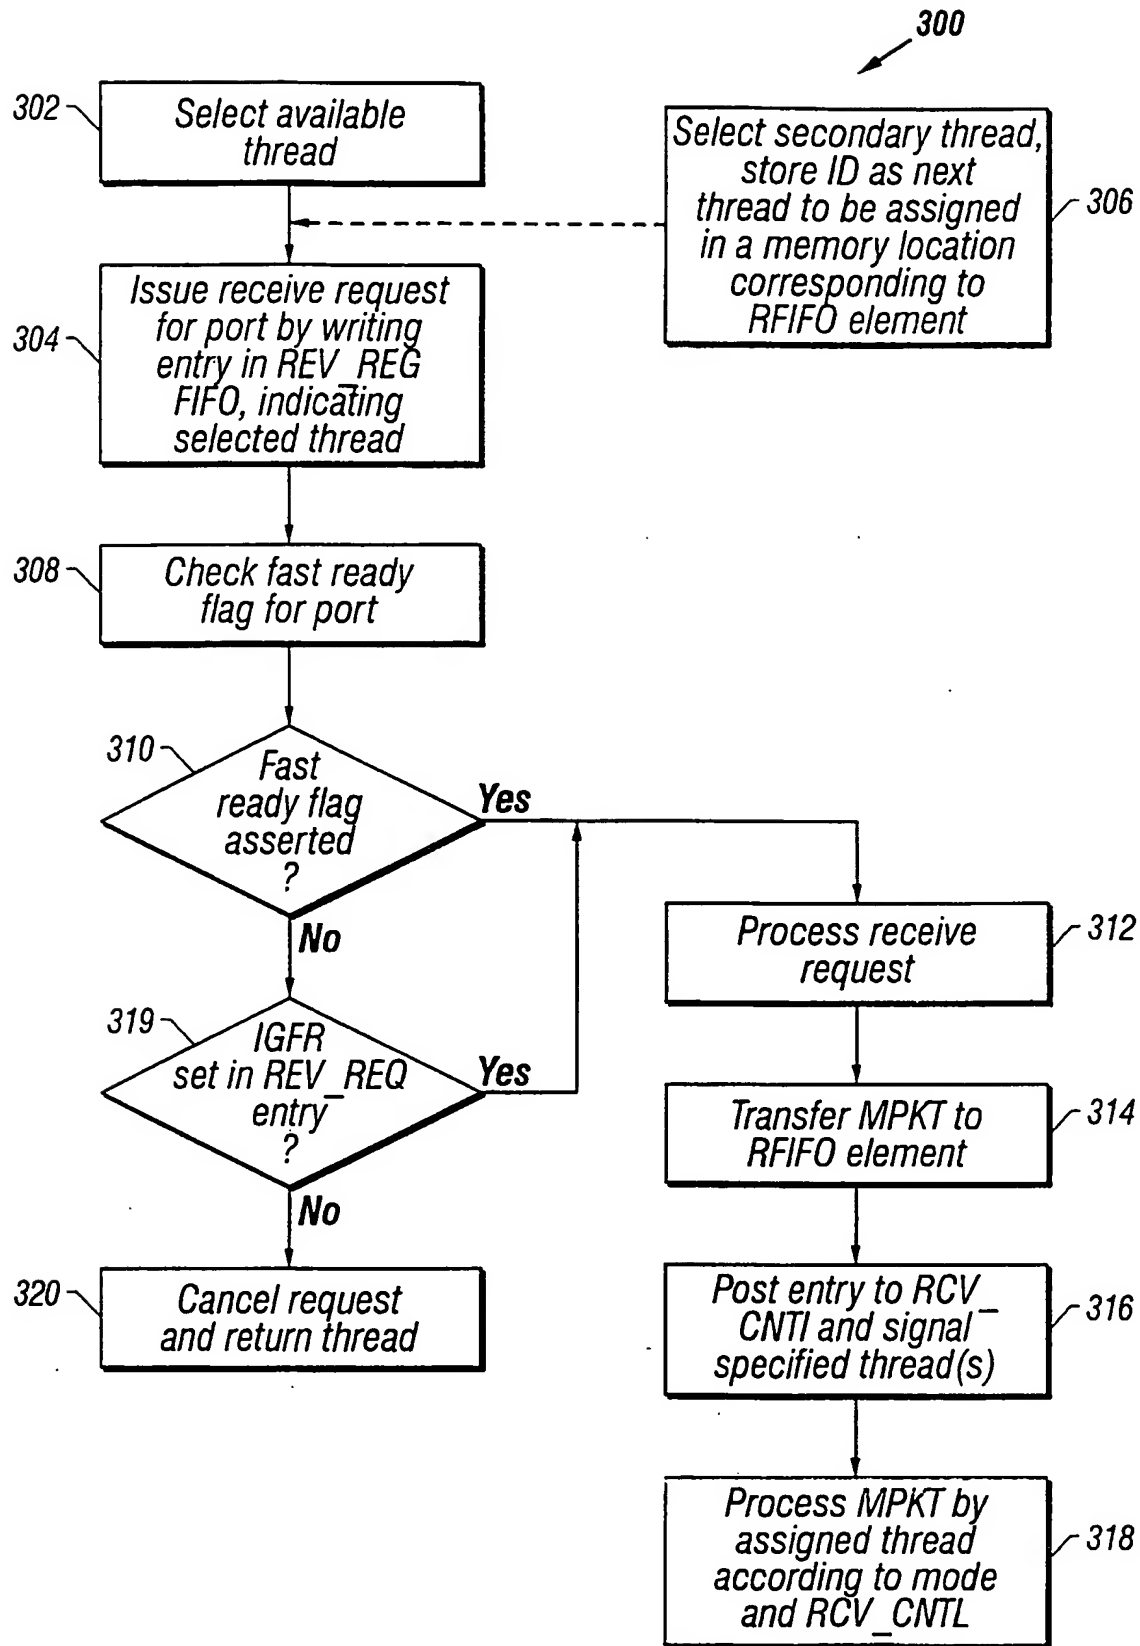 300
302
Select available
thread
Select secondary thread,
store ID as next
thread to be assigned
in a memory location
corresponding to
RFIFO element
306
304
Issue receive request
for port by writing
entry in REV_REG
FIFO, indicating
selected thread
308
Check fast ready
flag for port
310
Fast
ready flag
asserted
?
Yes
No
312
Process receive
request
319
IGFR
set in REV_REQ
entry
?
Yes
No
314
Transfer MPKT to
RFIFO element
320
Cancel request
and return thread
316
Post entry to RCV_
CNTI and signal
specified thread(s)
318
Process MPKT by
assigned thread
according to mode
and RCV_CNTL